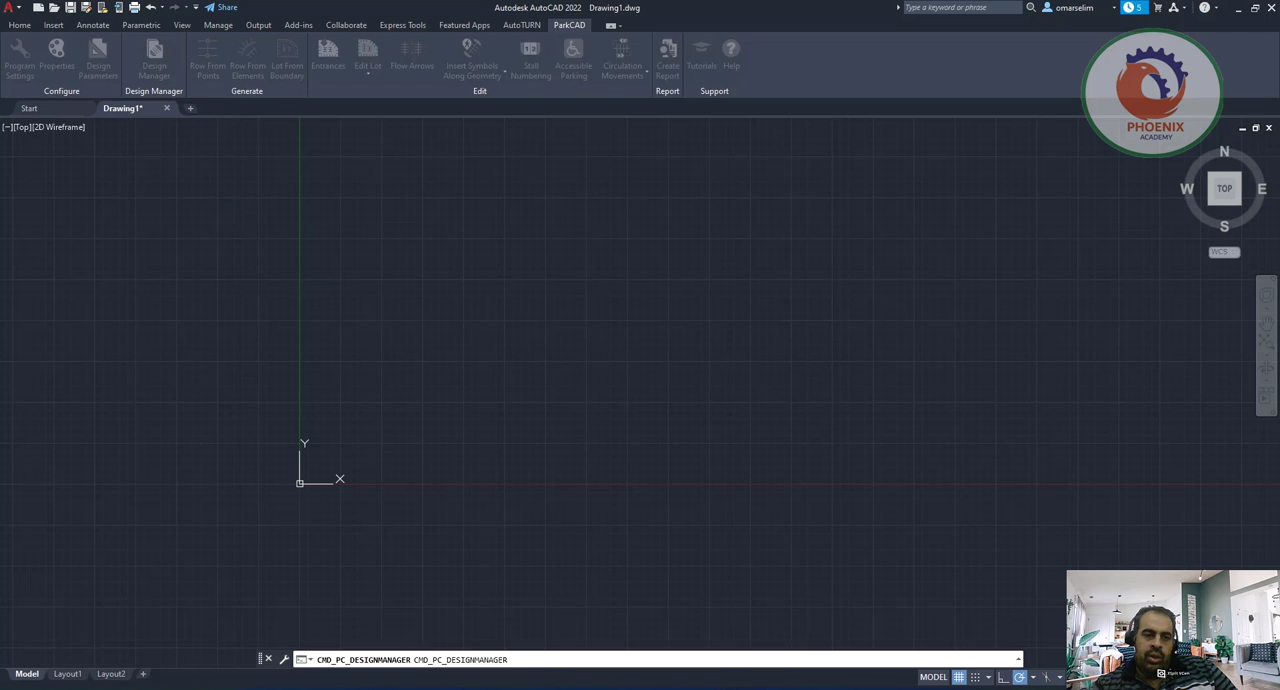 Share
Autodesk AutoCAD 2022 Drawing1.dwg
Type a keyword or phrase
omarselim
5
Home Insert Annotate Parametric View Manage Output Add-ins Collaborate Express Tools Featured Apps AutoTURN ParkCAD
Program Settings
Properties
Design Parameters
Design Manager
Row From Points
Row From Elements
Lot From Boundary
Entrances
Edit Lot
Flow Arrows
Insert Symbols Along Geometry
Stall Numbering
Accessible Parking
Circulation Movements
Create Report
Tutorials
Help
Configure Design Manager Generate Edit Report Support
Start Drawing1*
[−][Top][2D Wireframe]
PHOENIX
ACADEMY
N
W TOP E
S
WCS
Y
X
CMD_PC_DESIGNMANAGER CMD_PC_DESIGNMANAGER
Model Layout1 Layout2
MODEL